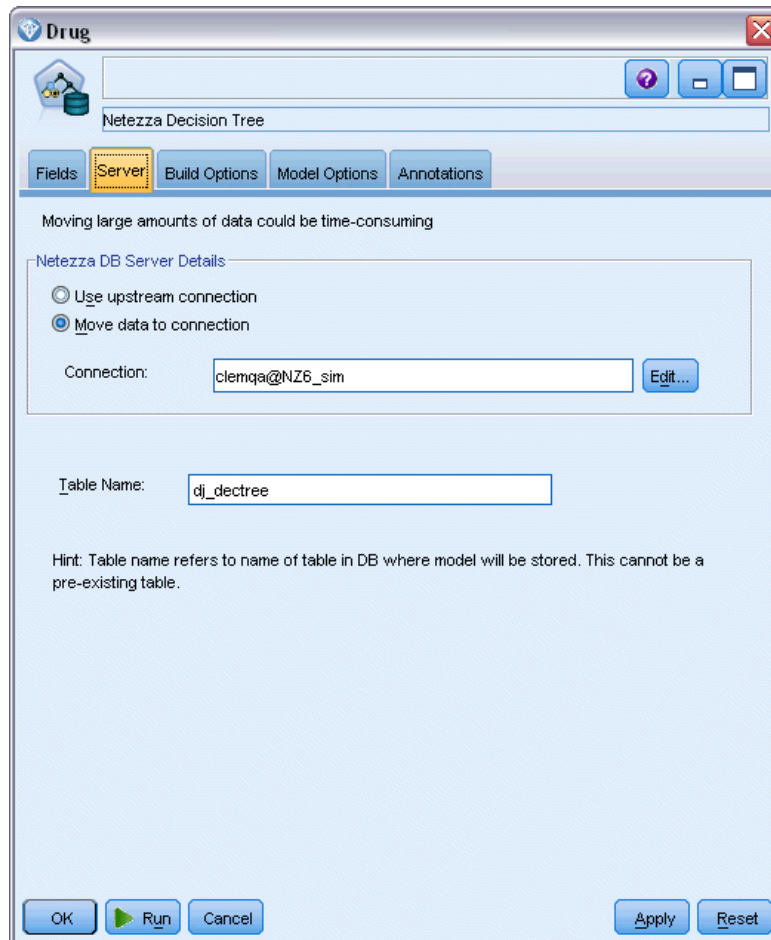 Drug
Netezza Decision Tree
Fields Server Build Options Model Options Annotations
Moving large amounts of data could be time-consuming
Netezza DB Server Details
Use upstream connection
Move data to connection
Connection: clemqa@NZ6_sim Edit...
Table Name: dj_dectree
Hint: Table name refers to name of table in DB where model will be stored. This cannot be a
pre-existing table.
OK Run Cancel Apply Reset